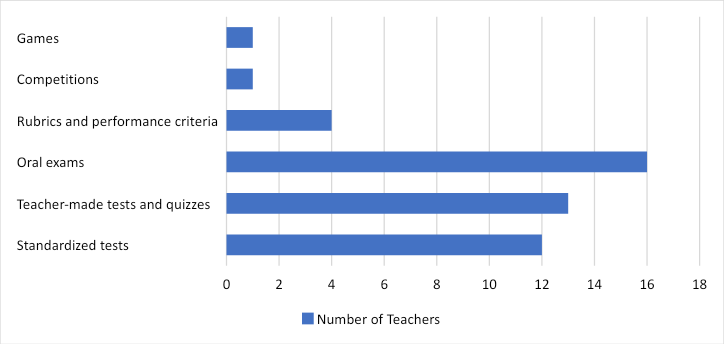 Games
Competitions
Rubrics and performance criteria
Oral exams
Teacher-made tests and quizzes
Standardized tests
0 2 4 6 8 10 12 14 16 18
Number of Teachers